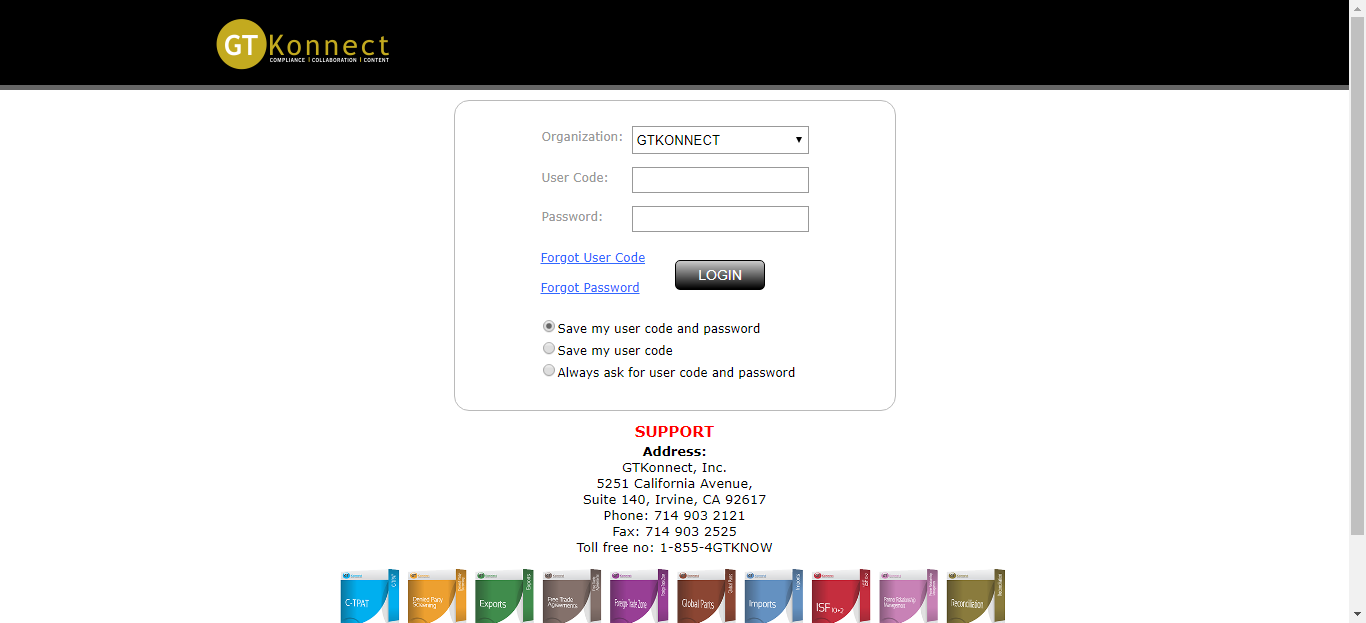 GT Konnect
COMPLIANCE | COLLABORATION | CONTENT
Organization: GTKONNECT
User Code:
Password:
Forgot User Code
LOGIN
Forgot Password
Save my user code and password
Save my user code
Always ask for user code and password
SUPPORT
Address:
GTKonnect, Inc.
5251 California Avenue,
Suite 140, Irvine, CA 92617
Phone: 714 903 2121
Fax: 714 903 2525
Toll free no: 1-855-4GTKNOW
C-TPAT
Denied Party Screening
Exports
Free Trade Agreements
Foreign-Trade Zone
Global Parts
Imports
ISF 10+2
Reconciliation